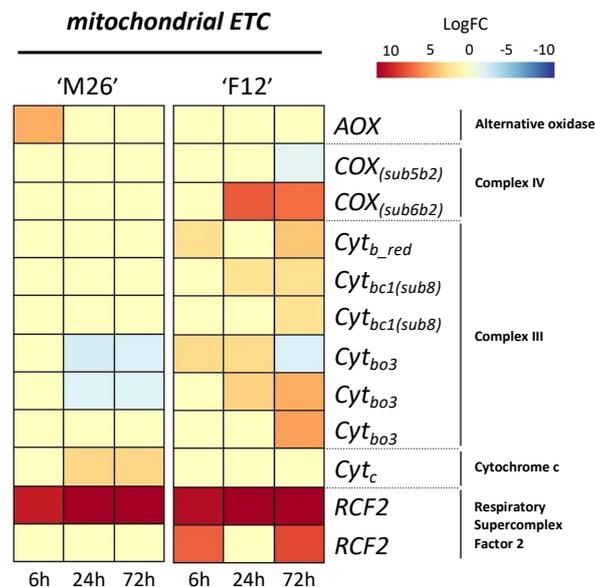 mitochondrial ETC
LogFC
10 5 0 -5 -10
‘M26’ ‘F12’
AOX Alternative oxidase
COX(sub5b2)
Complex IV
COX(sub6b2)
Cytb_red
Cytbc1(sub8)
Cytbc1(sub8)
Complex III
Cytbo3
Cytbo3
Cytbo3
Cytc Cytochrome c
RCF2 Respiratory
Supercomplex
RCF2 Factor 2
6h 24h 72h 6h 24h 72h